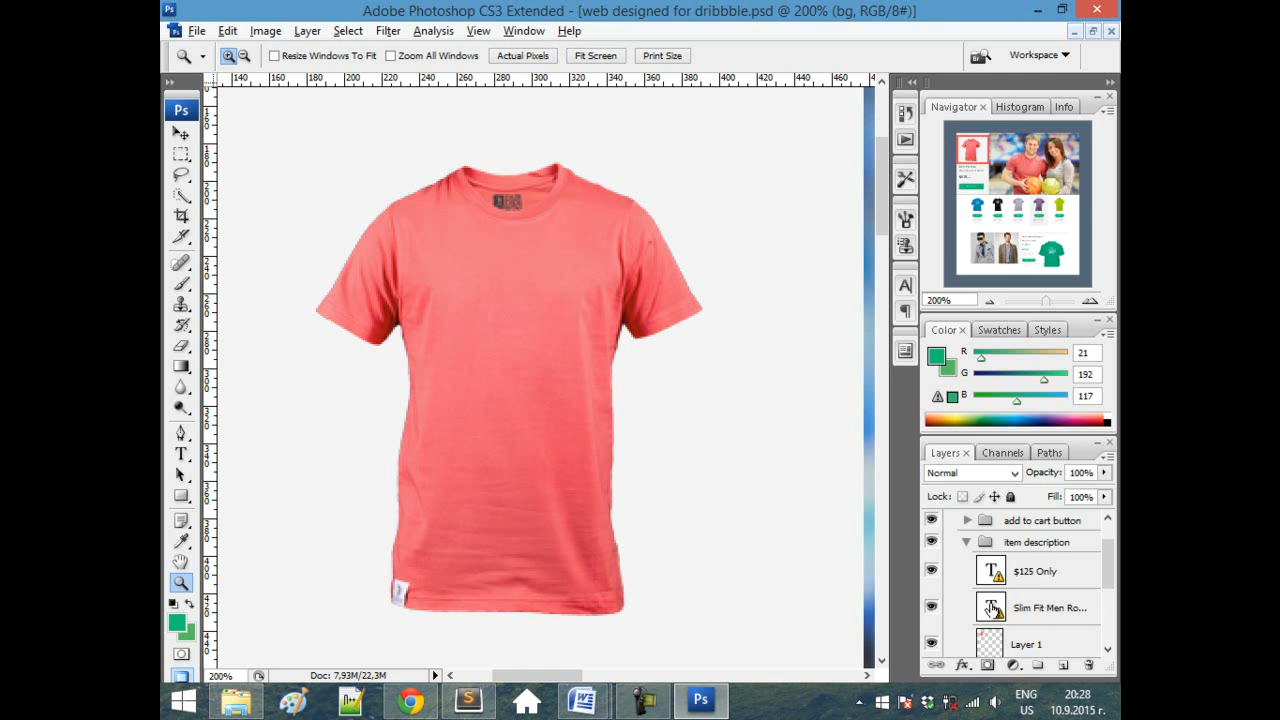 Adobe Photoshop CS3 Extended - [web designed for dribbble.psd @ 200% (bg, RGB/8#)]
File Edit Image Layer Select Filter Analysis View Window Help
Resize Windows To Fit Zoom All Windows Actual Pixels Fit Screen Print Size Workspace
140 160 180 200 220 240 260 280 300 320 340 360 380 400 420 440 460
Ps
Navigator Histogram Info
200%
Color Swatches Styles
R 21
G 192
B 117
Layers Channels Paths
Normal Opacity: 100%
Lock: Fill: 100%
add to cart button
item description
$125 Only
Slim Fit Men Ro...
Layer 1
200% Doc: 7,93M/22,3M
ENG 20:28
US 10.9.2015 г.